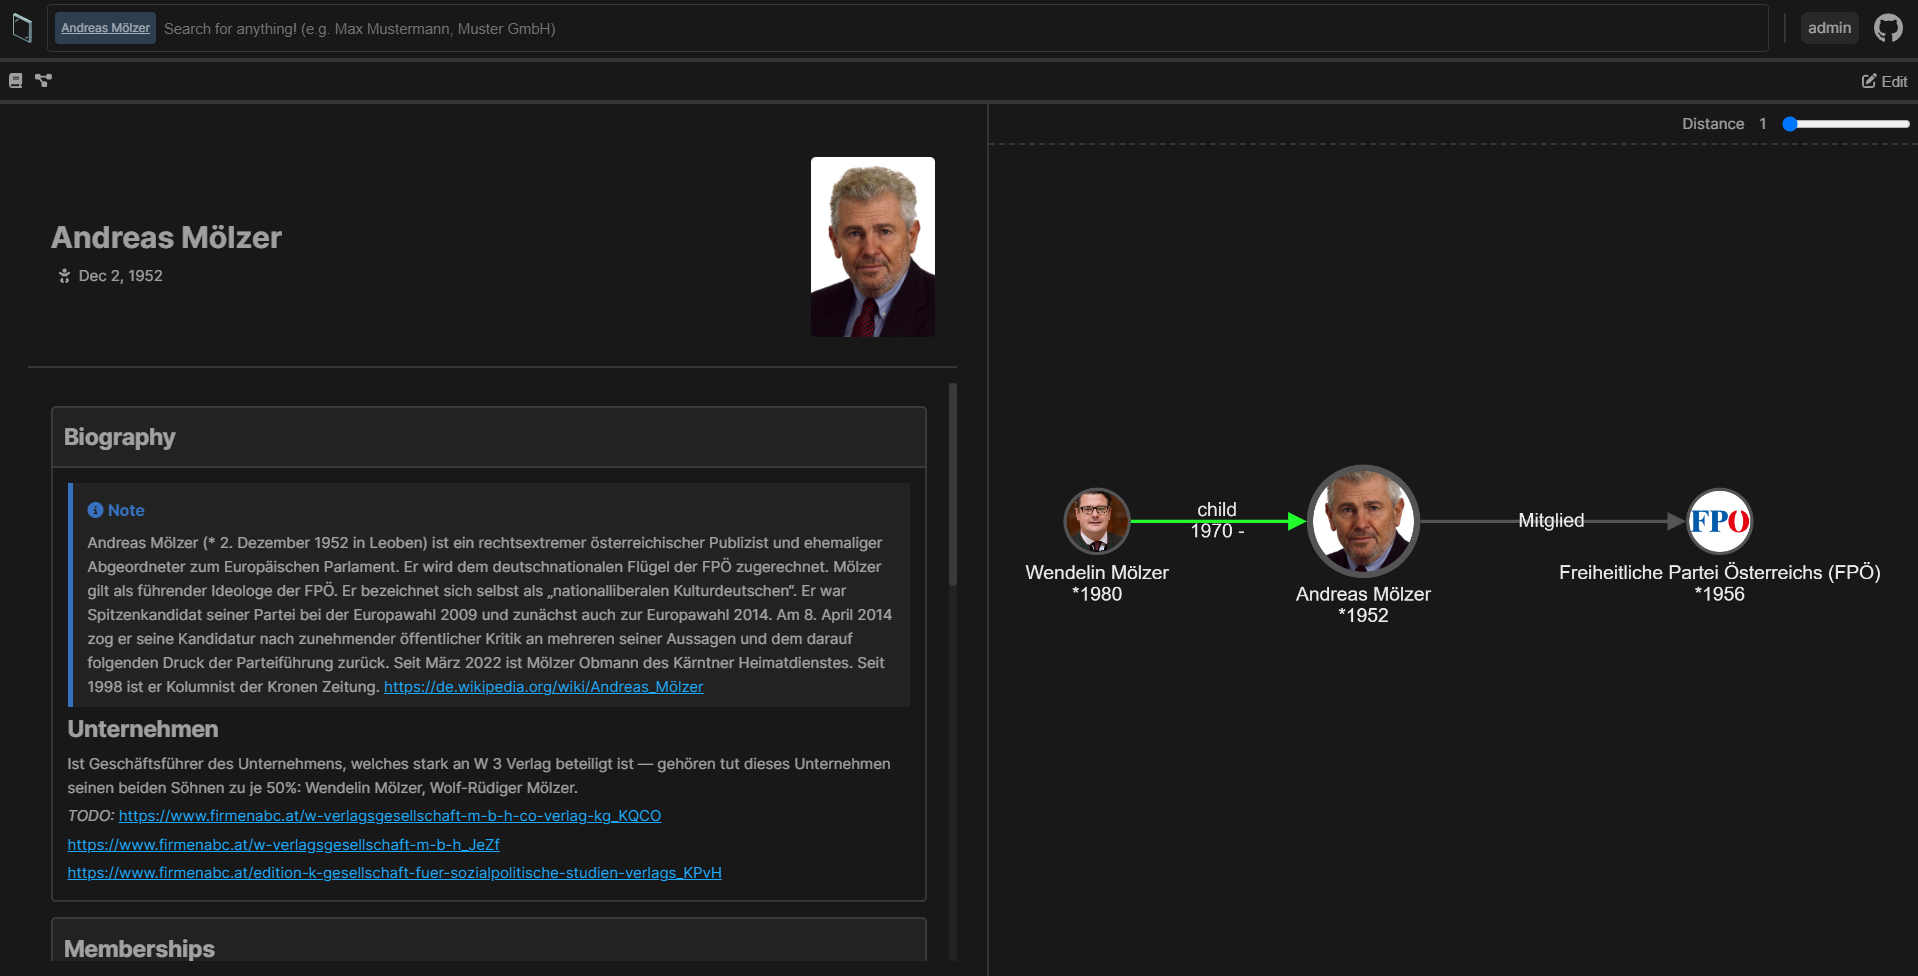 Andreas Mölzer
Search for anything! (e.g. Max Mustermann, Muster GmbH)
admin
Edit
Distance 1
Andreas Mölzer
Dec 2, 1952
Biography
Note
Andreas Mölzer (* 2. Dezember 1952 in Leoben) ist ein rechtsextremer österreichischer Publizist und ehemaliger
Abgeordneter zum Europäischen Parlament. Er wird dem deutschnationalen Flügel der FPÖ zugerechnet. Mölzer
gilt als führender Ideologe der FPÖ. Er bezeichnet sich selbst als „nationalliberalen Kulturdeutschen“. Er war
Spitzenkandidat seiner Partei bei der Europawahl 2009 und zunächst auch zur Europawahl 2014. Am 8. April 2014
zog er seine Kandidatur nach zunehmender öffentlicher Kritik an mehreren seiner Aussagen und dem darauf
folgenden Druck der Parteiführung zurück. Seit März 2022 ist Mölzer Obmann des Kärntner Heimatdienstes. Seit
1998 ist er Kolumnist der Kronen Zeitung. https://de.wikipedia.org/wiki/Andreas_Mölzer
Unternehmen
Ist Geschäftsführer des Unternehmens, welches stark an W 3 Verlag beteiligt ist — gehören tut dieses Unternehmen
seinen beiden Söhnen zu je 50%: Wendelin Mölzer, Wolf-Rüdiger Mölzer.
TODO: https://www.firmenabc.at/w-verlagsgesellschaft-m-b-h-co-verlag-kg_KQCO
https://www.firmenabc.at/w-verlagsgesellschaft-m-b-h_JeZf
https://www.firmenabc.at/edition-k-gesellschaft-fuer-sozialpolitische-studien-verlags_KPvH
Memberships
child
1970 -
Mitglied
FPÖ
Wendelin Mölzer
*1980
Andreas Mölzer
*1952
Freiheitliche Partei Österreichs (FPÖ)
*1956